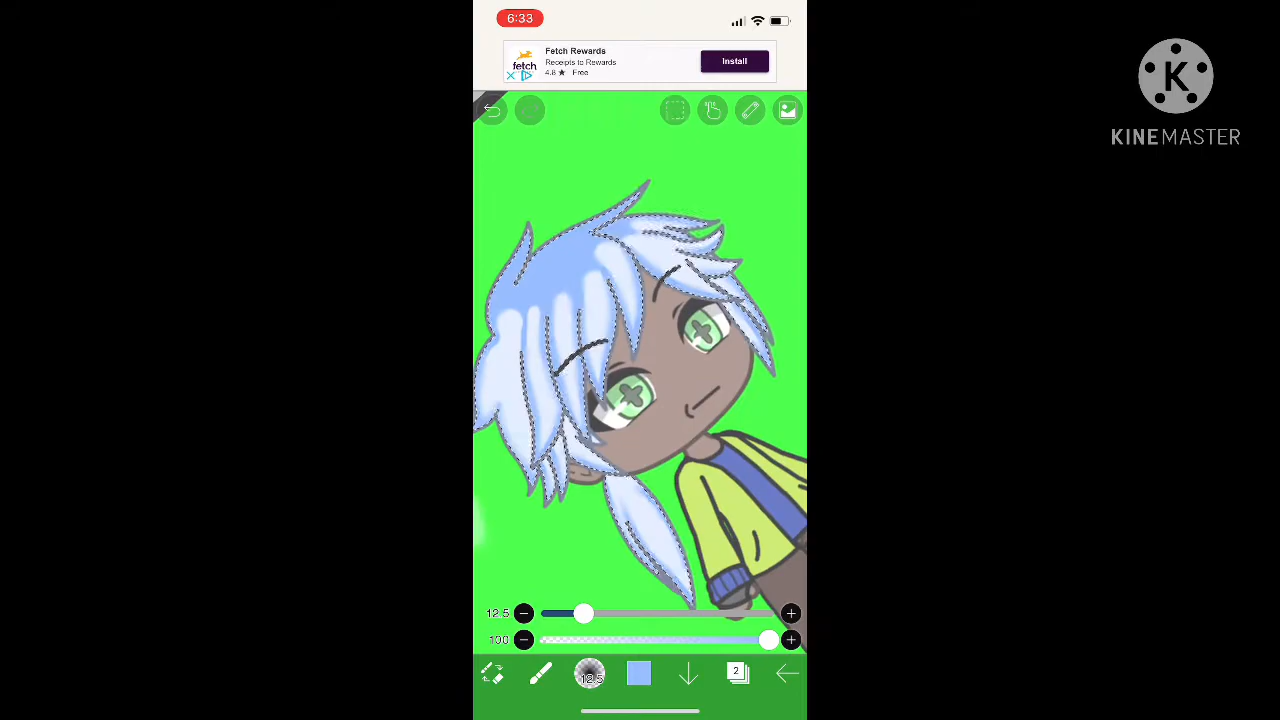 6:33
Fetch Rewards
Receipts to Rewards
4.8 ★ Free
fetch
Install
K
KINEMASTER
12.5
100
12.5
2